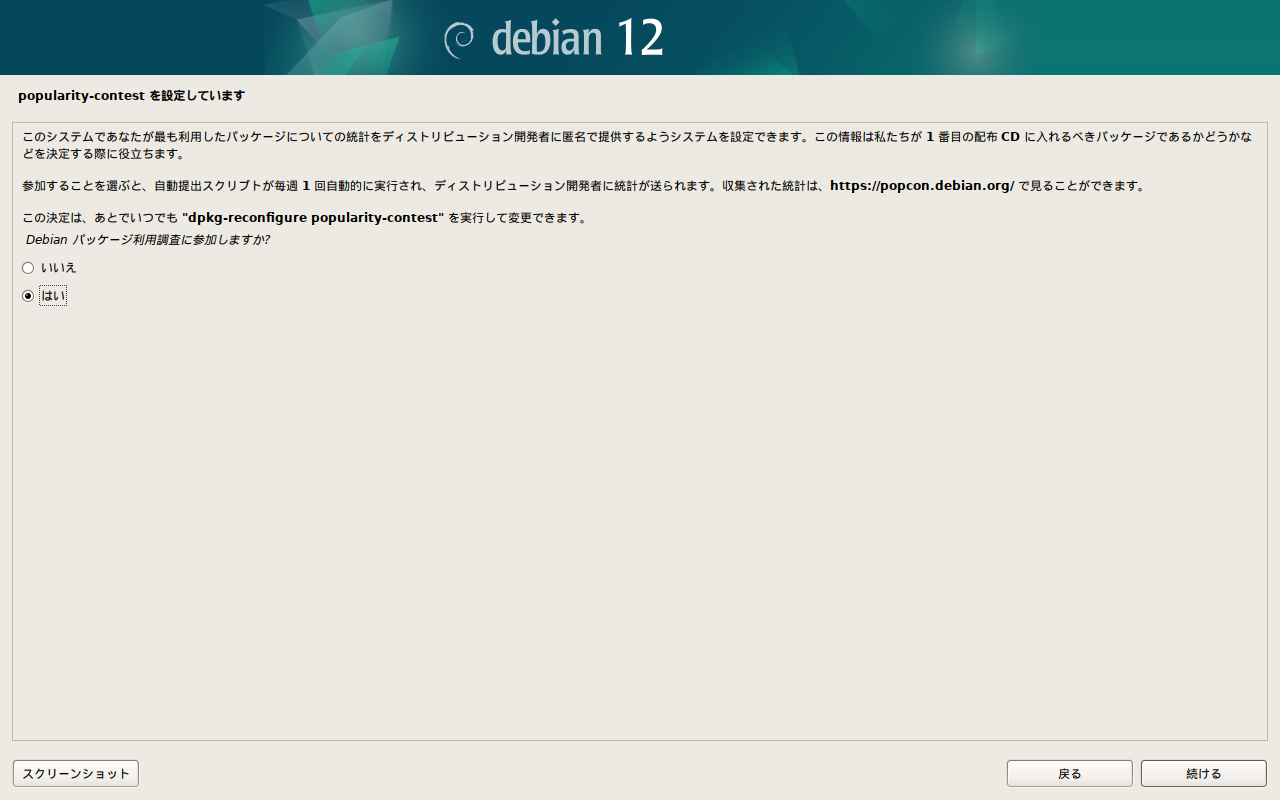 debian 12
popularity-contest を設定しています
このシステムであなたが最も利用したパッケージについての統計をディストリビューション開発者に匿名で提供するようシステムを設定できます。この情報は私たちが 1 番目の配布 CD に入れるべきパッケージであるかどうかな
どを決定する際に役立ちます。
参加することを選ぶと、自動提出スクリプトが毎週 1 回自動的に実行され、ディストリビューション開発者に統計が送られます。収集された統計は、https://popcon.debian.org/ で見ることができます。
この決定は、あとでいつでも "dpkg-reconfigure popularity-contest" を実行して変更できます。
Debian パッケージ利用調査に参加しますか?
いいえ
はい
スクリーンショット
戻る
続ける